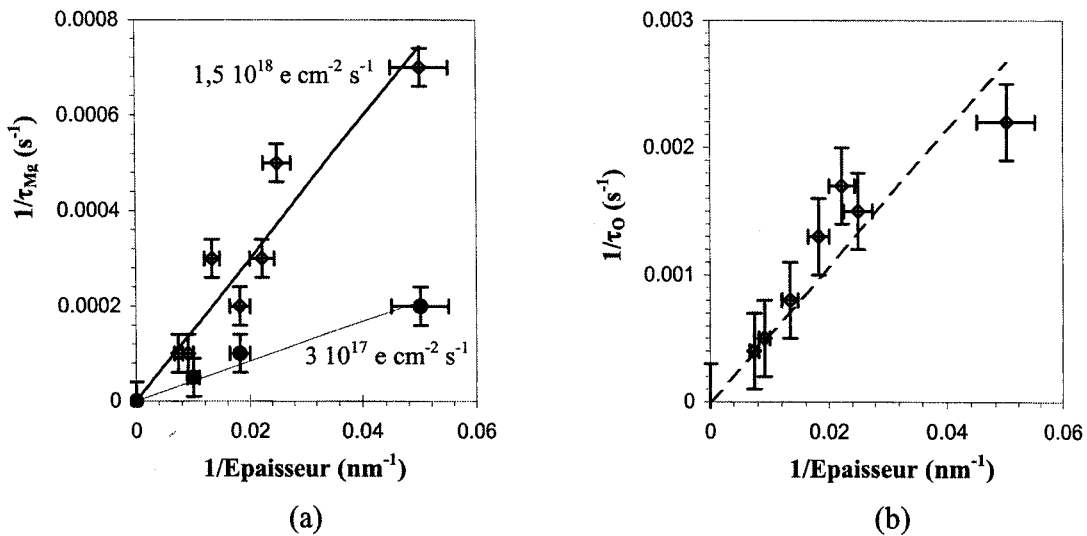 0.0008
0.0006
0.0004
0.0002
0
1/τMg (s-1)
1,5 10^18 e cm-2 s-1
3 10^17 e cm-2 s-1
0 0.02 0.04 0.06
1/Epaisseur (nm-1)
(a)
0.003
0.002
0.001
0
1/τO (s-1)
0 0.02 0.04 0.06
1/Epaisseur (nm-1)
(b)